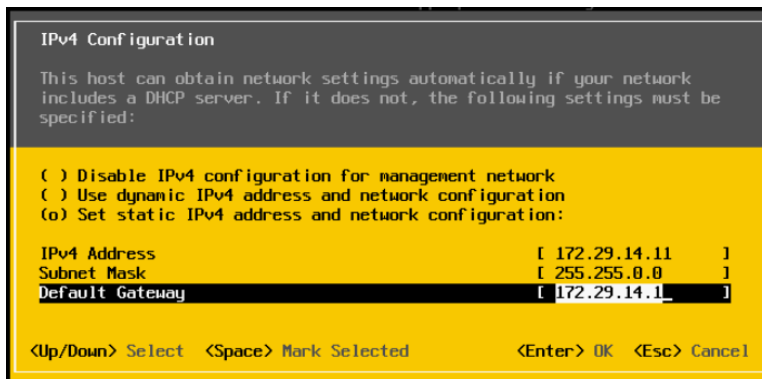 IPv4 Configuration
This host can obtain network settings automatically if your network
includes a DHCP server. If it does not, the following settings must be
specified:
( ) Disable IPv4 configuration for management network
( ) Use dynamic IPv4 address and network configuration
(o) Set static IPv4 address and network configuration:
IPv4 Address [ 172.29.14.11 ]
Subnet Mask [ 255.255.0.0 ]
Default Gateway [ 172.29.14.1_ ]
<Up/Down> Select <Space> Mark Selected <Enter> OK <Esc> Cancel